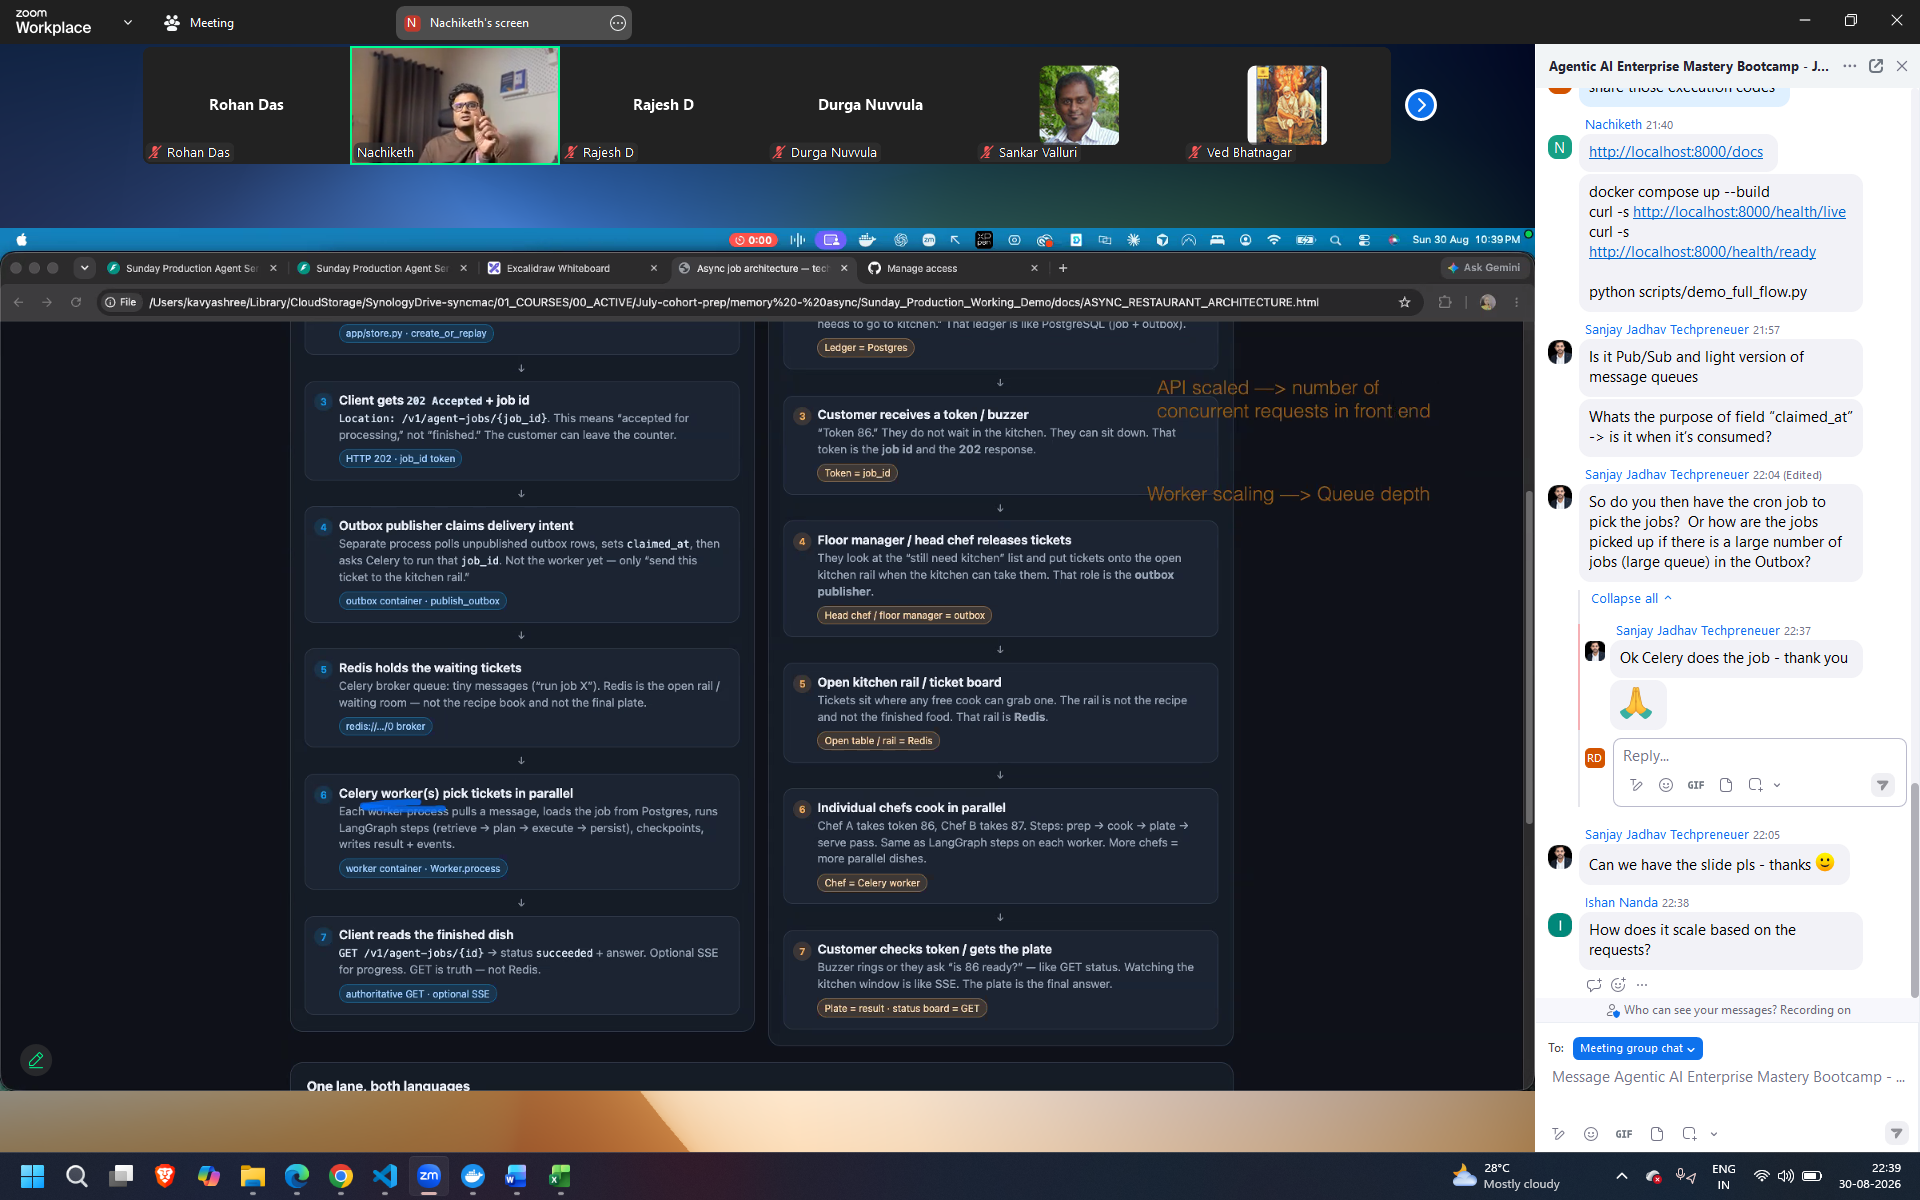 zoom
Workplace
Meeting
N Nachiketh's screen
Rohan Das
Rohan Das
Nachiketh
Rajesh D
Rajesh D
Durga Nuvvula
Durga Nuvvula
Sankar Valluri
Ved Bhatnagar
0:00
Sun 30 Aug 10:39 PM
Sunday Production Agent Ser
Sunday Production Agent Ser
Excalidraw Whiteboard
Async job architecture — tech
Manage access
Ask Gemini
File
/Users/kavyashree/Library/CloudStorage/SynologyDrive-syncmac/01_COURSES/00_ACTIVE/July-cohort-prep/memory%20-%20async/Sunday_Production_Working_Demo/docs/ASYNC_RESTAURANT_ARCHITECTURE.html
app/store.py · create_or_replay
3 Client gets 202 Accepted + job id
Location: /v1/agent-jobs/{job_id}. This means “accepted for
processing,” not “finished.” The customer can leave the counter.
HTTP 202 · job_id token
4 Outbox publisher claims delivery intent
Separate process polls unpublished outbox rows, sets claimed_at, then
asks Celery to run that job_id. Not the worker yet — only “send this
ticket to the kitchen rail.”
outbox container · publish_outbox
5 Redis holds the waiting tickets
Celery broker queue: tiny messages (“run job X”). Redis is the open rail /
waiting room — not the recipe book and not the final plate.
redis://.../0 broker
6 Celery worker(s) pick tickets in parallel
Each worker process pulls a message, loads the job from Postgres, runs
LangGraph steps (retrieve → plan → execute → persist), checkpoints,
writes result + events.
worker container · Worker.process
7 Client reads the finished dish
GET /v1/agent-jobs/{id} → status succeeded + answer. Optional SSE
for progress. GET is truth — not Redis.
authoritative GET · optional SSE
needs to go to kitchen.” That ledger is like PostgreSQL (job + outbox).
Ledger = Postgres
3 Customer receives a token / buzzer
“Token 86.” They do not wait in the kitchen. They can sit down. That
token is the job id and the 202 response.
Token = job_id
4 Floor manager / head chef releases tickets
They look at the “still need kitchen” list and put tickets onto the open
kitchen rail when the kitchen can take them. That role is the outbox
publisher.
Head chef / floor manager = outbox
5 Open kitchen rail / ticket board
Tickets sit where any free cook can grab one. The rail is not the recipe
and not the finished food. That rail is Redis.
Open table / rail = Redis
6 Individual chefs cook in parallel
Chef A takes token 86, Chef B takes 87. Steps: prep → cook → plate →
serve pass. Same as LangGraph steps on each worker. More chefs =
more parallel dishes.
Chef = Celery worker
7 Customer checks token / gets the plate
Buzzer rings or they ask “is 86 ready?” — like GET status. Watching the
kitchen window is like SSE. The plate is the final answer.
Plate = result · status board = GET
API scaled —> number of
concurrent requests in front end
Worker scaling —> Queue depth
One lane, both languages
Agentic AI Enterprise Mastery Bootcamp - J...
share those execution codes
Nachiketh 21:40
N
http://localhost:8000/docs
docker compose up --build
curl -s http://localhost:8000/health/live
curl -s
http://localhost:8000/health/ready
python scripts/demo_full_flow.py
Sanjay Jadhav Techpreneuer 21:57
Is it Pub/Sub and light version of
message queues
Whats the purpose of field “claimed_at”
-> is it when it’s consumed?
Sanjay Jadhav Techpreneuer 22:04 (Edited)
So do you then have the cron job to
pick the jobs? Or how are the jobs
picked up if there is a large number of
jobs (large queue) in the Outbox?
Collapse all
Sanjay Jadhav Techpreneuer 22:37
Ok Celery does the job - thank you
RD
Reply...
GIF
Sanjay Jadhav Techpreneuer 22:05
Can we have the slide pls - thanks
Ishan Nanda 22:38
I
How does it scale based on the
requests?
Who can see your messages? Recording on
To: Meeting group chat
Message Agentic AI Enterprise Mastery Bootcamp - ...
GIF
zm
28°C
Mostly cloudy
ENG
IN
22:39
30-08-2026